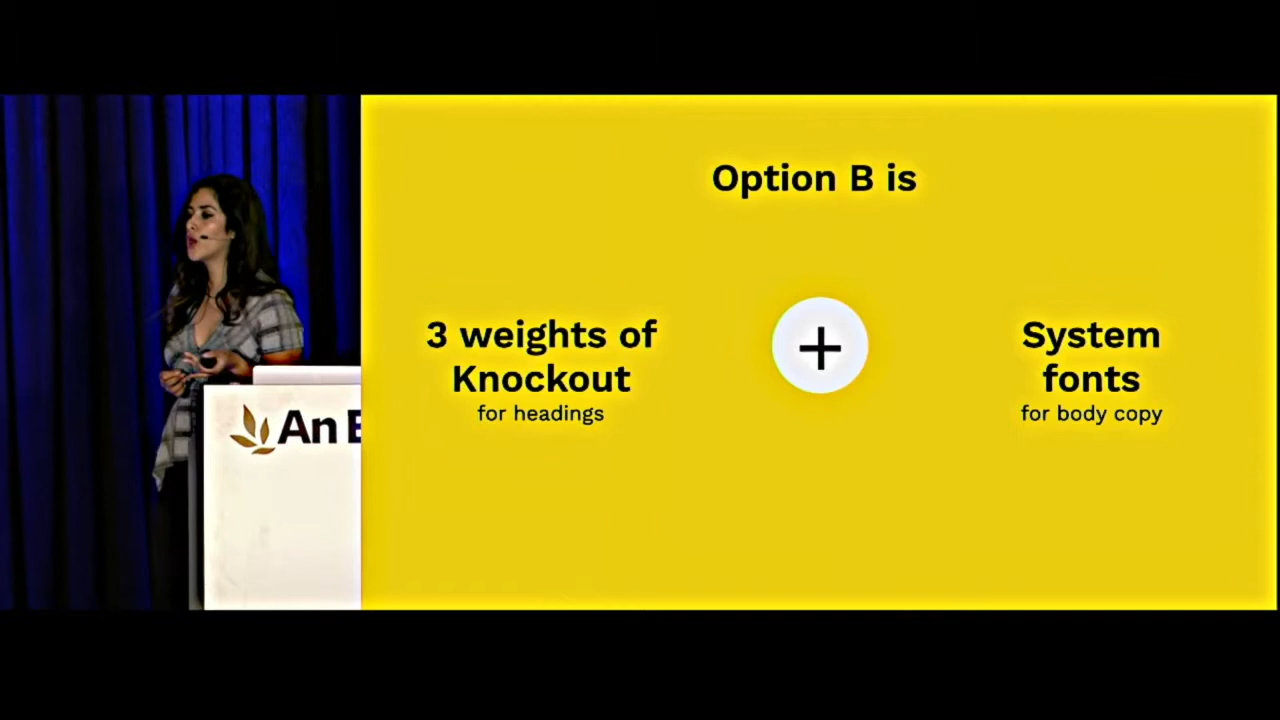 Option B is
3 weights of
Knockout
for headings
+
System
fonts
for body copy
An E